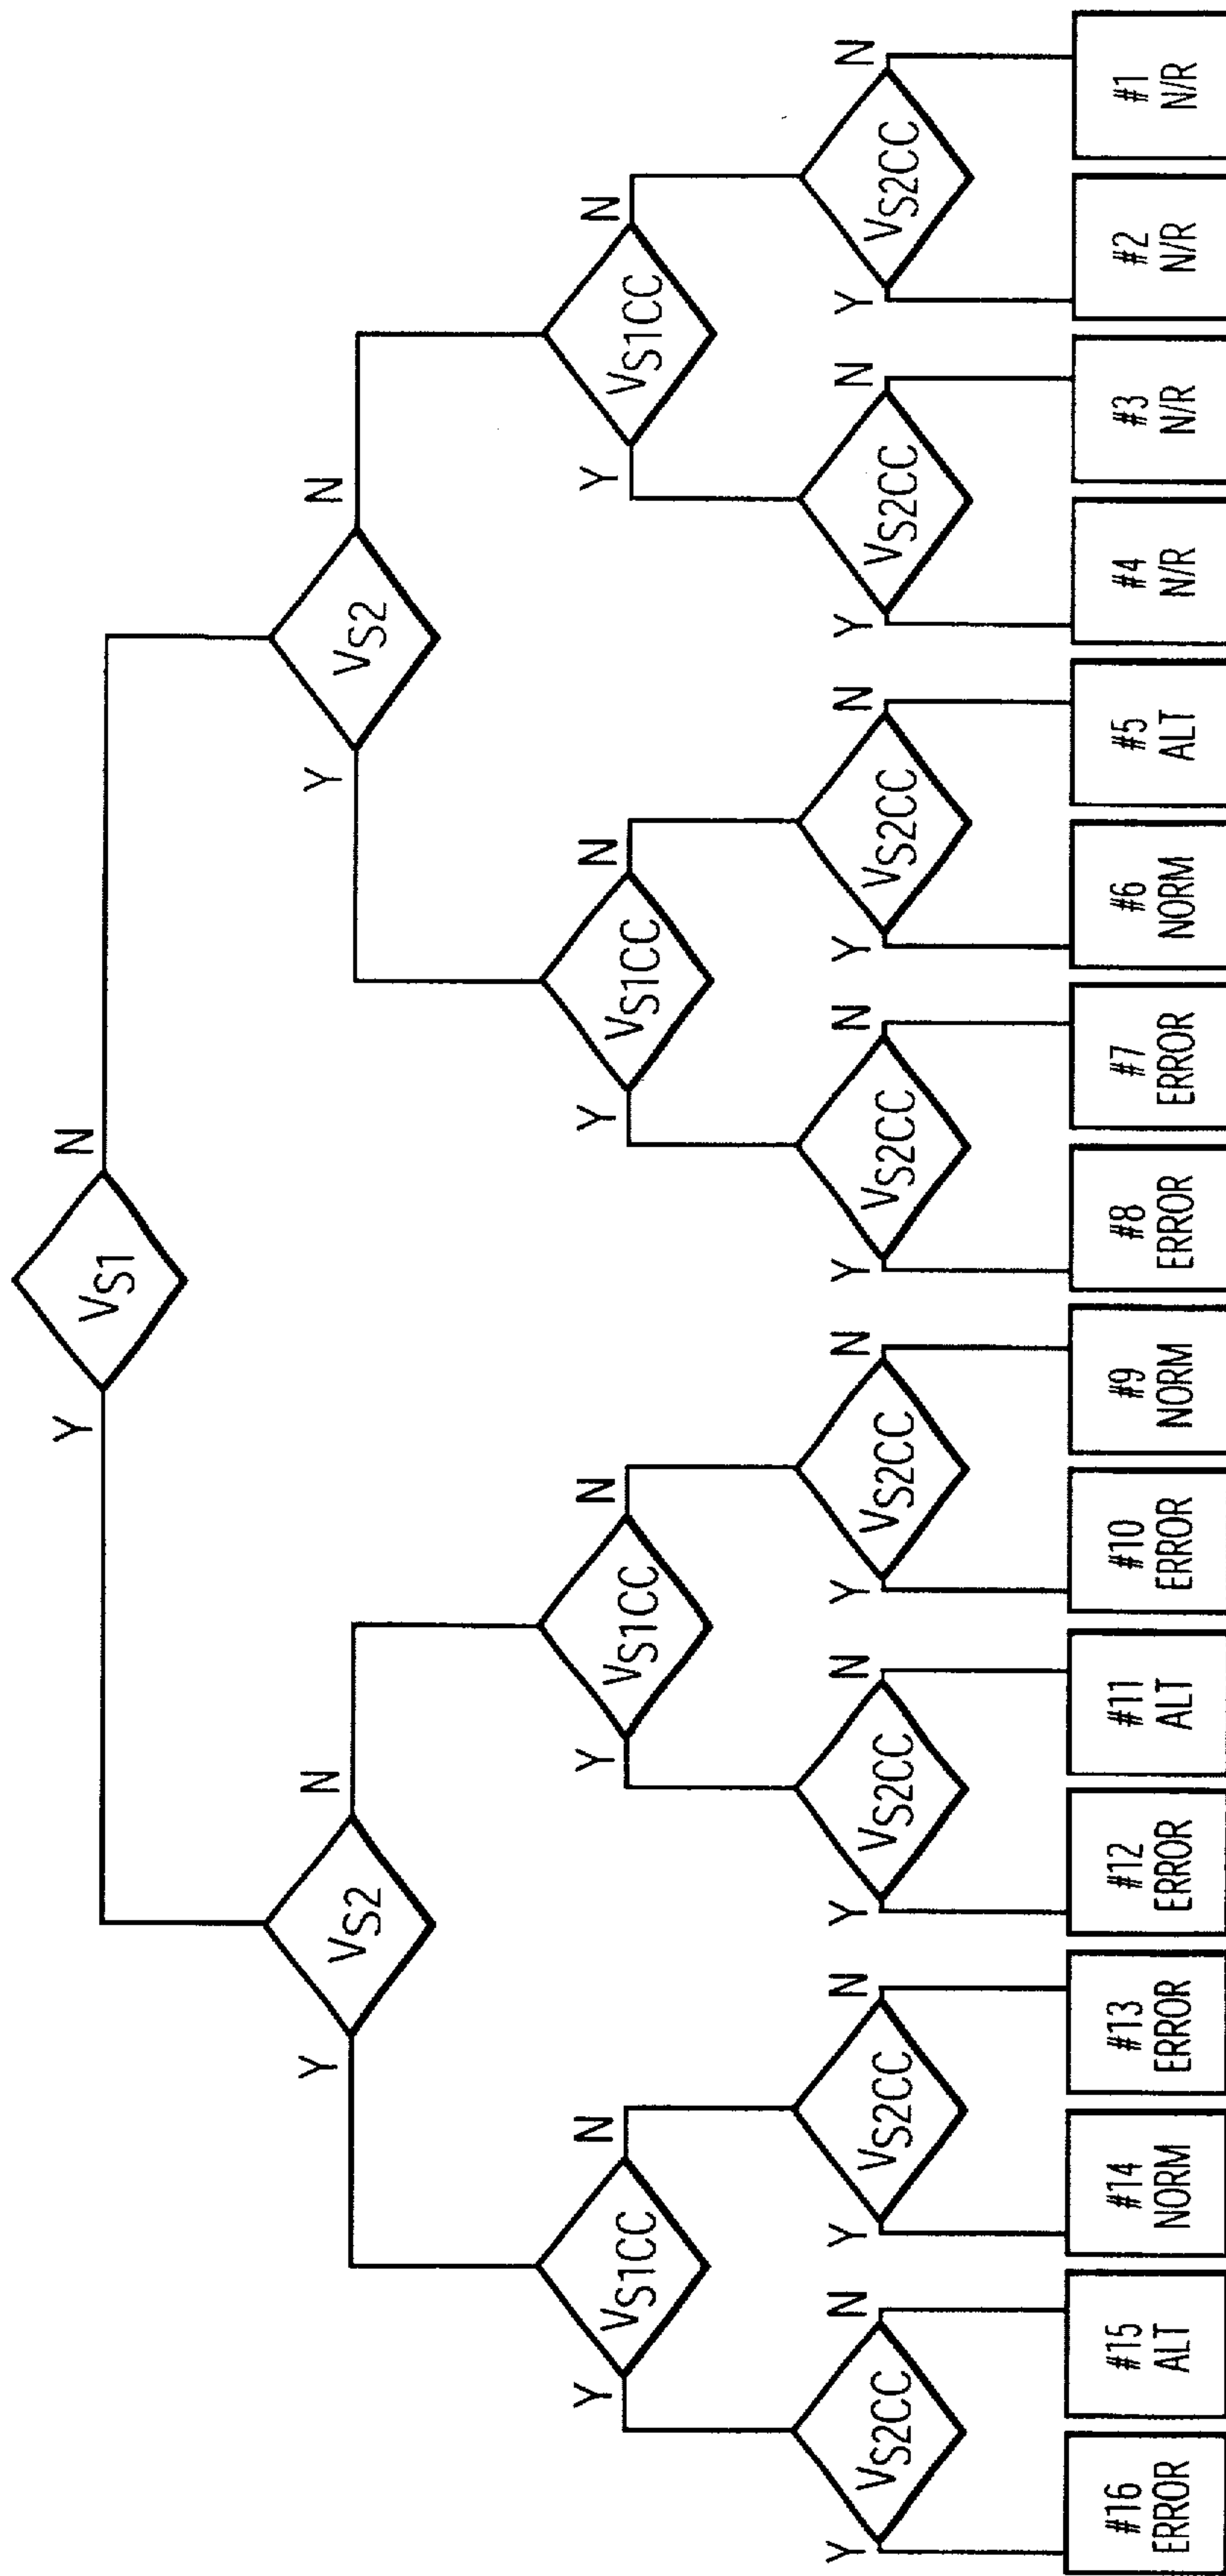 VS1
Y
N
VS2
VS2
Y
N
Y
N
VS1CC
VS1CC
VS1CC
VS1CC
Y
N
Y
N
Y
N
Y
N
VS2CC
VS2CC
VS2CC
VS2CC
VS2CC
VS2CC
VS2CC
VS2CC
Y
N
Y
N
Y
N
Y
N
Y
N
Y
N
Y
N
Y
N
#16
ERROR
#15
ALT
#14
NORM
#13
ERROR
#12
ERROR
#11
ALT
#10
ERROR
#9
NORM
#8
ERROR
#7
ERROR
#6
NORM
#5
ALT
#4
N/R
#3
N/R
#2
N/R
#1
N/R